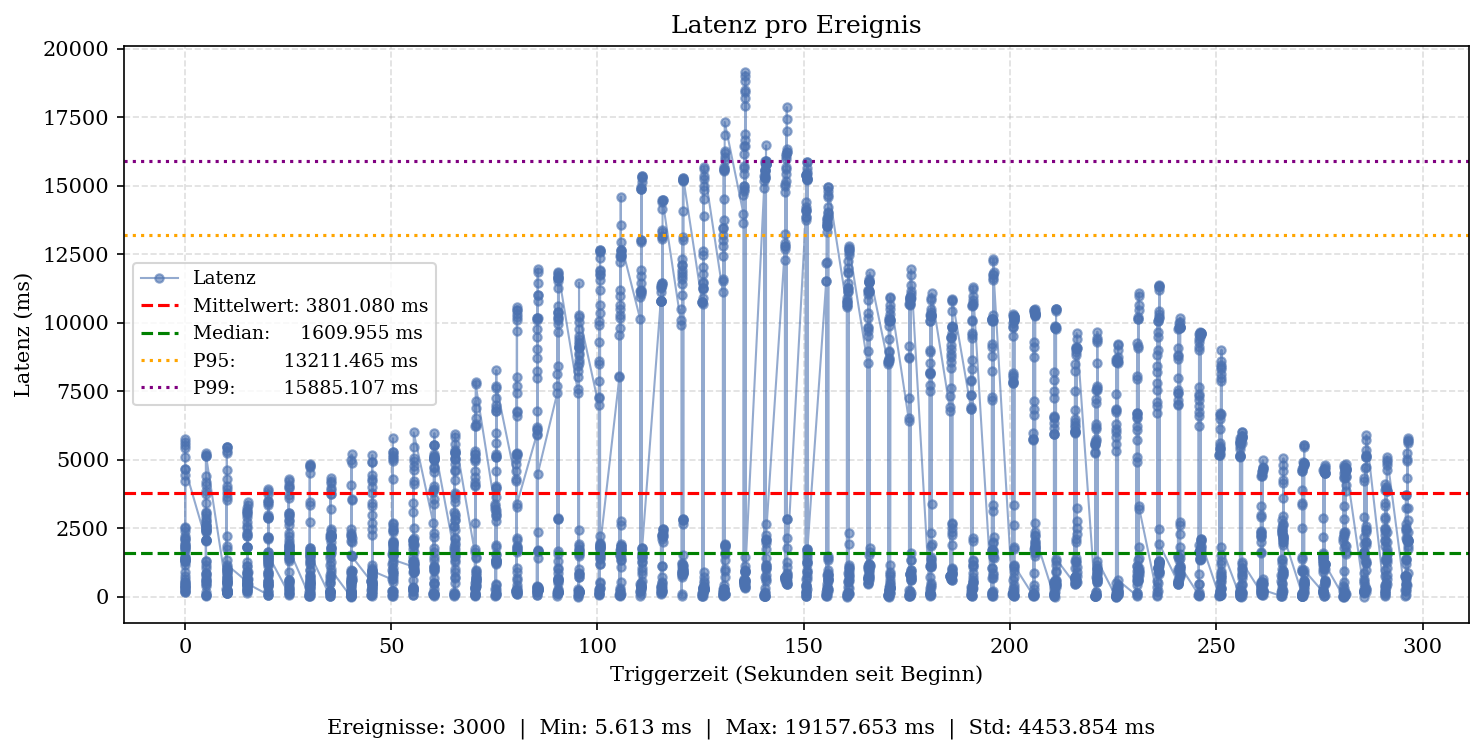 Latenz pro Ereignis
20000
17500
15000
12500
10000
7500
5000
2500
0
Latenz (ms)
Latenz
Mittelwert: 3801.080 ms
Median: 1609.955 ms
P95: 13211.465 ms
P99: 15885.107 ms
0 50 100 150 200 250 300
Triggerzeit (Sekunden seit Beginn)
Ereignisse: 3000 | Min: 5.613 ms | Max: 19157.653 ms | Std: 4453.854 ms